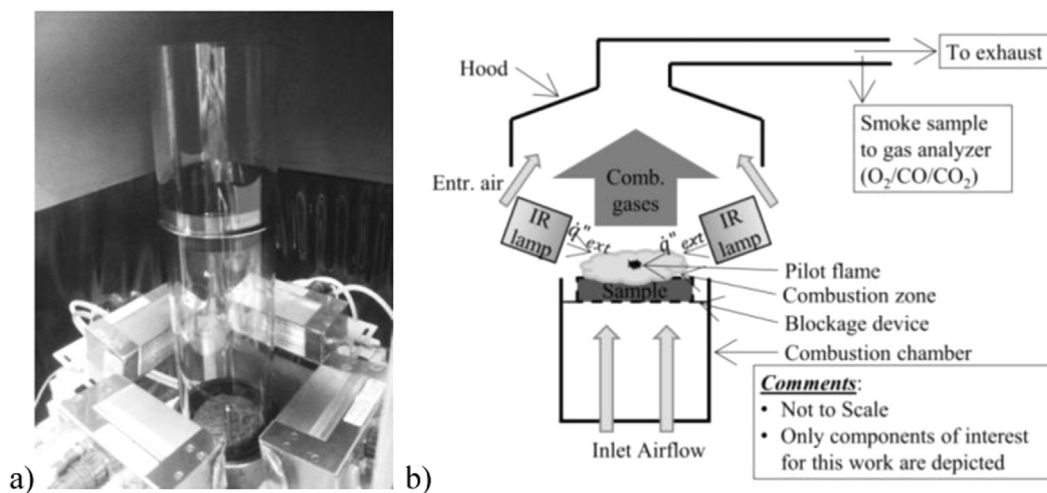 Hood
To exhaust
Smoke sample
to gas analyzer
(O₂/CO/CO₂)
Entr. air
Comb.
gases
IR
lamp
q̇" ext
q̇" ext
IR
lamp
Pilot flame
Sample
Combustion zone
Blockage device
Combustion chamber
Comments:
• Not to Scale
• Only components of interest
for this work are depicted
Inlet Airflow
a)
b)